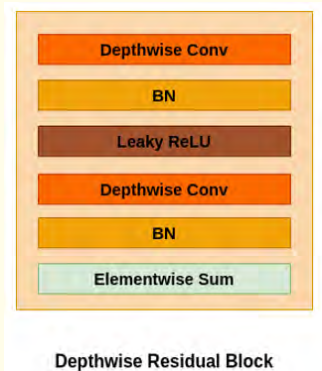 Depthwise Conv
BN
Leaky ReLU
Depthwise Conv
BN
Elementwise Sum
Depthwise Residual Block